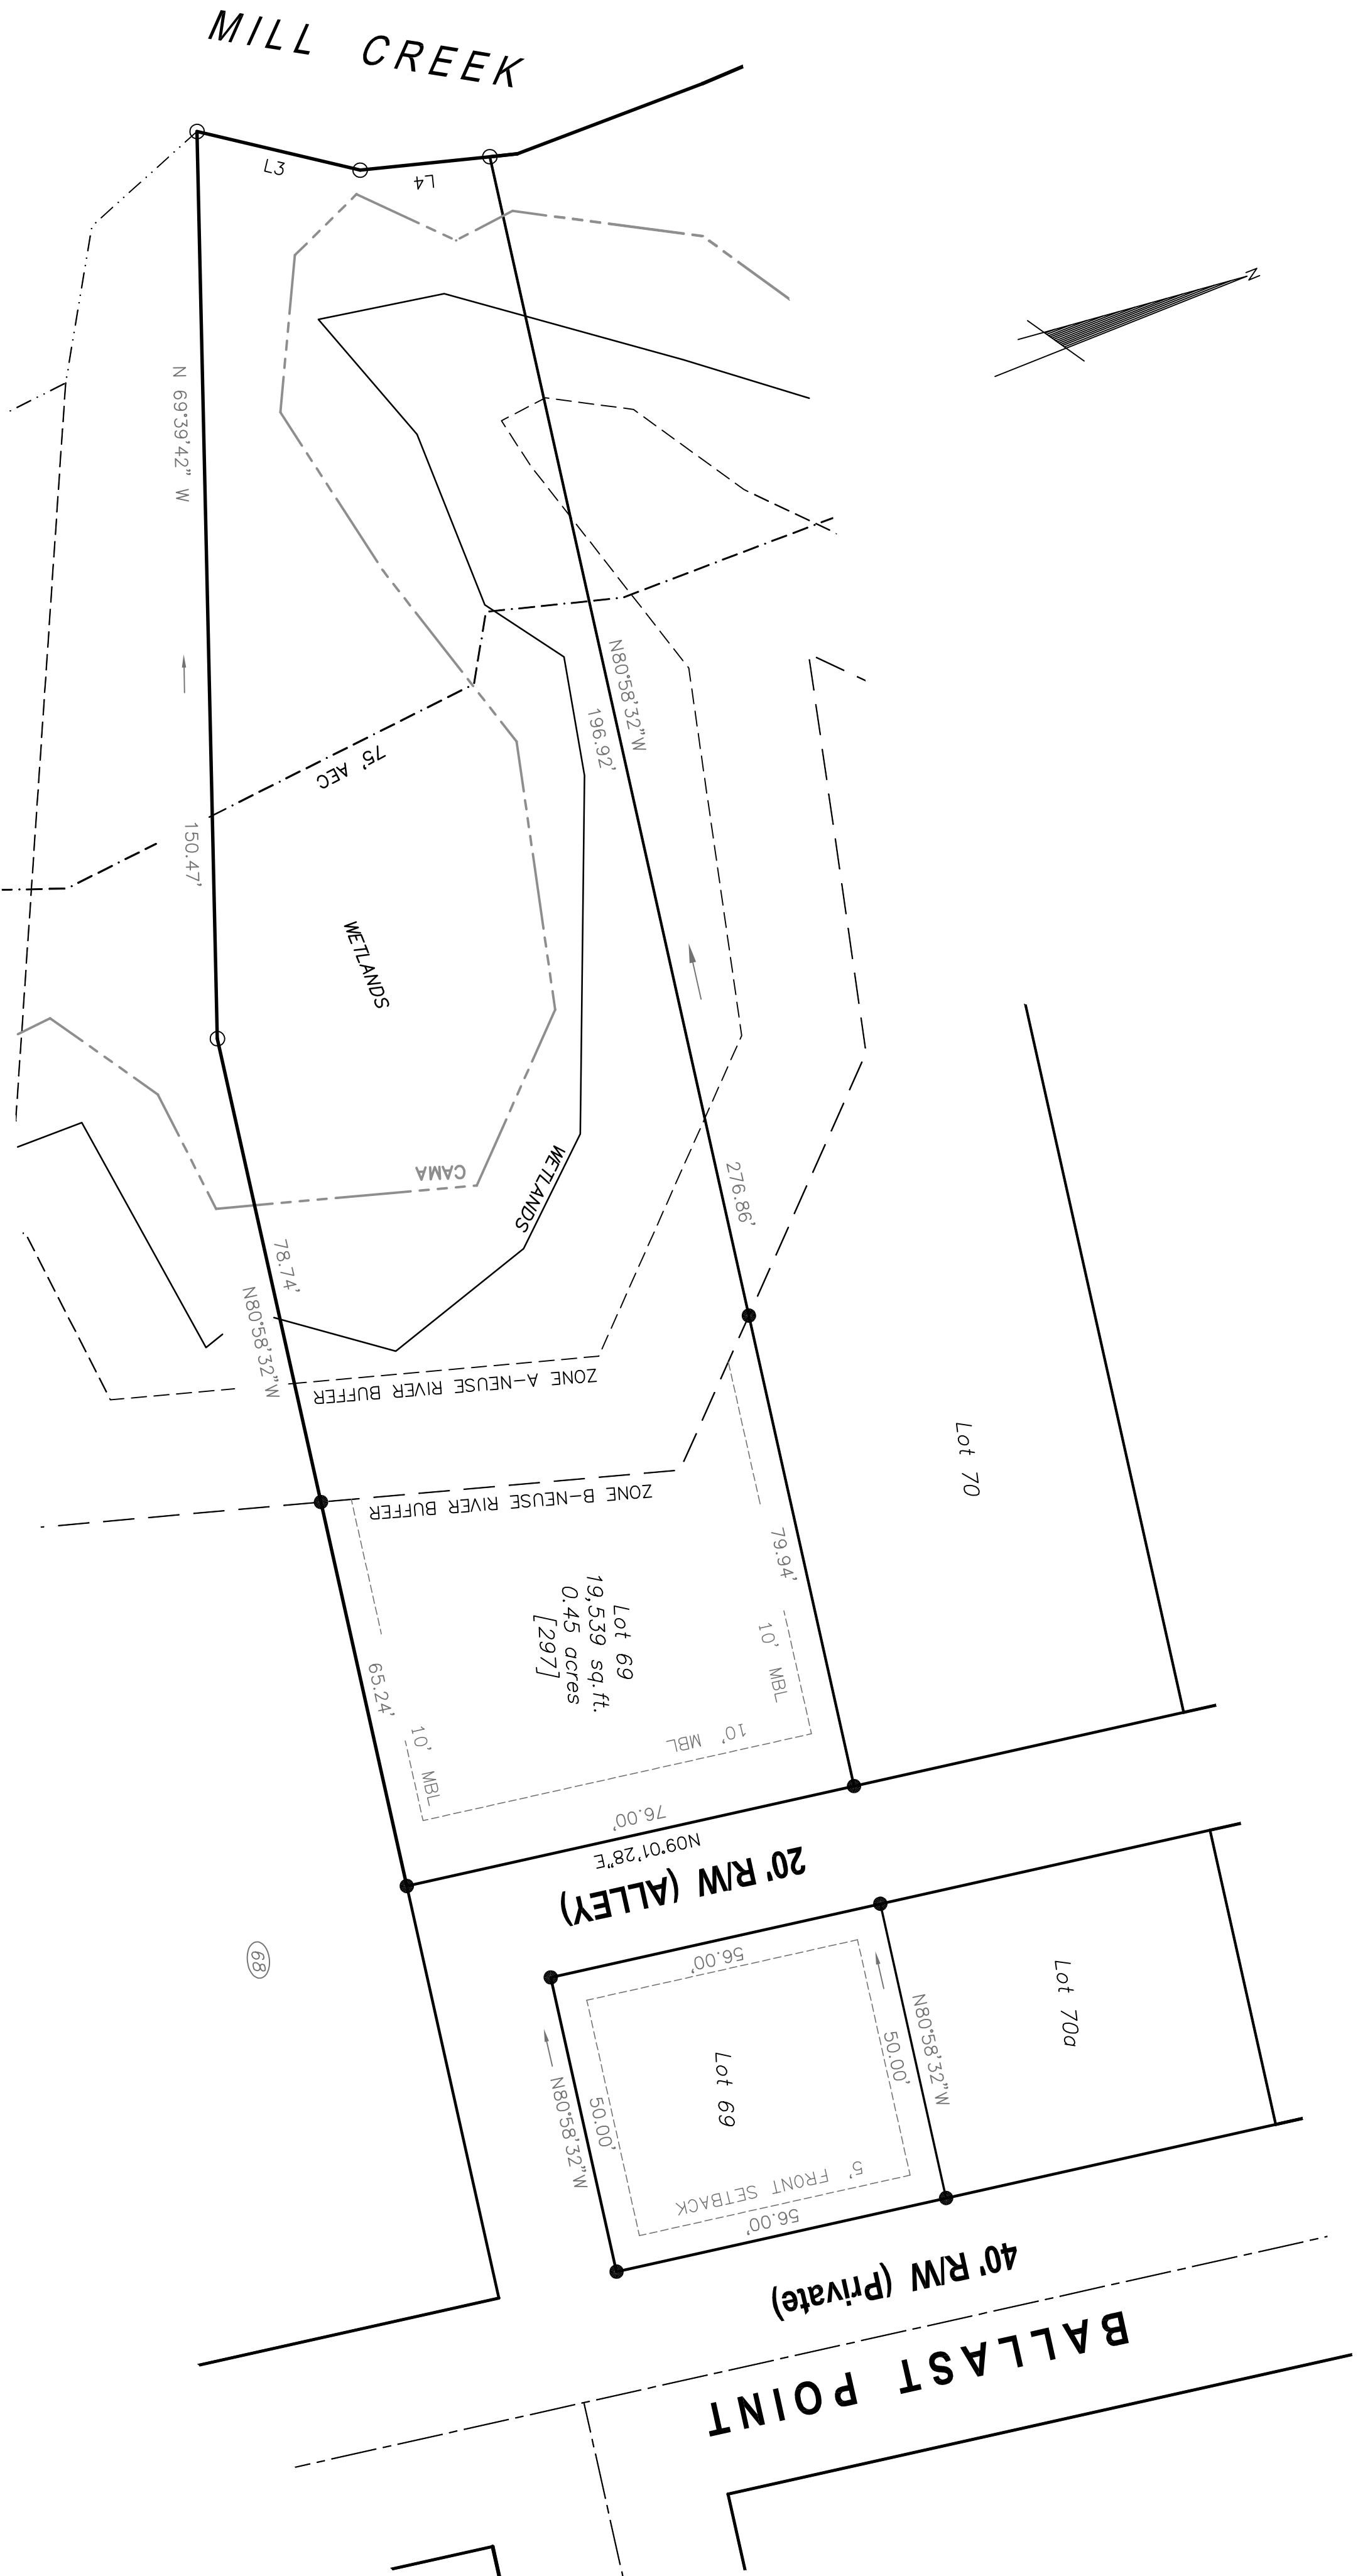 MILL CREEK
L3
L4
N
N 69°39'42" W
150.47'
N80°58'32"W
196.92'
75' AEC
WETLANDS
CAMA
WETLANDS
276.86'
78.74'
N80°58'32"W
ZONE A-NEUSE RIVER BUFFER
ZONE B-NEUSE RIVER BUFFER
Lot 70
79.94'
Lot 69
19,539 sq.ft.
0.45 acres
[297]
65.24'
10' MBL
10' MBL
10' MBL
76.00'
N09°01'28"E
20' R/W (ALLEY)
68
56.00'
N80°58'32"W
50.00'
Lot 69
N80°58'32"W
50.00'
Lot 70a
5' FRONT SETBACK
56.00'
40' R/W (Private)
BALLAST POINT